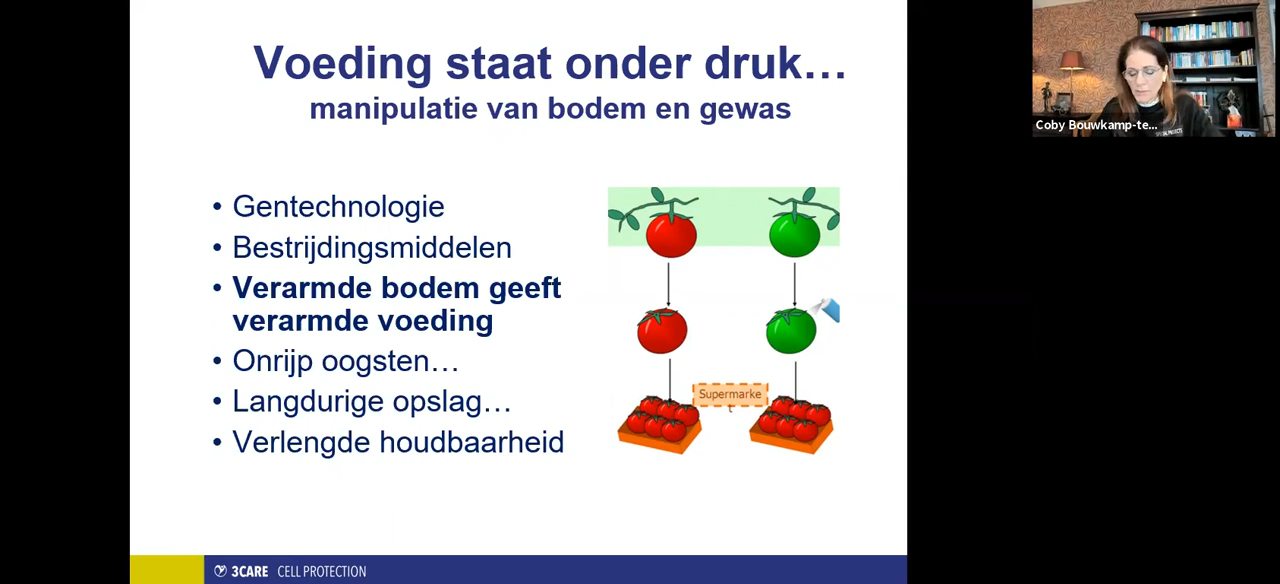 Voeding staat onder druk…
manipulatie van bodem en gewas
• Gentechnologie
• Bestrijdingsmiddelen
• Verarmde bodem geeft
verarmde voeding
• Onrijp oogsten…
• Langdurige opslag…
• Verlengde houdbaarheid
Supermarke
t
3CARE CELL PROTECTION
Coby Bouwkamp-te...